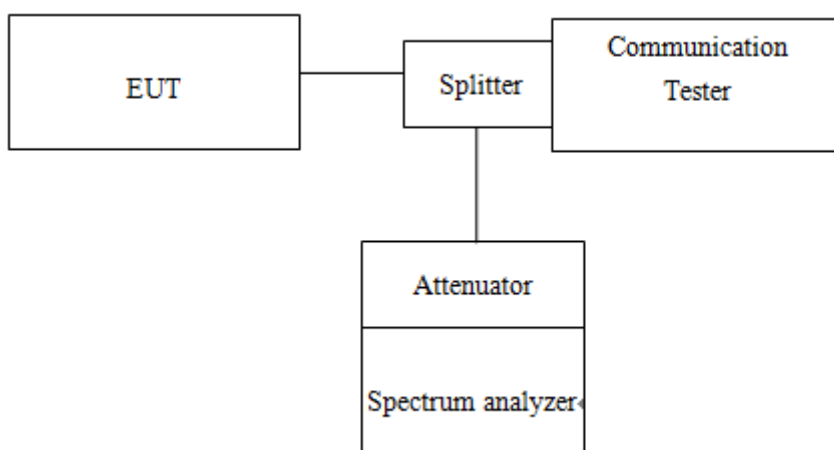 EUT
Splitter
Communication
Tester
Attenuator
Spectrum analyzer